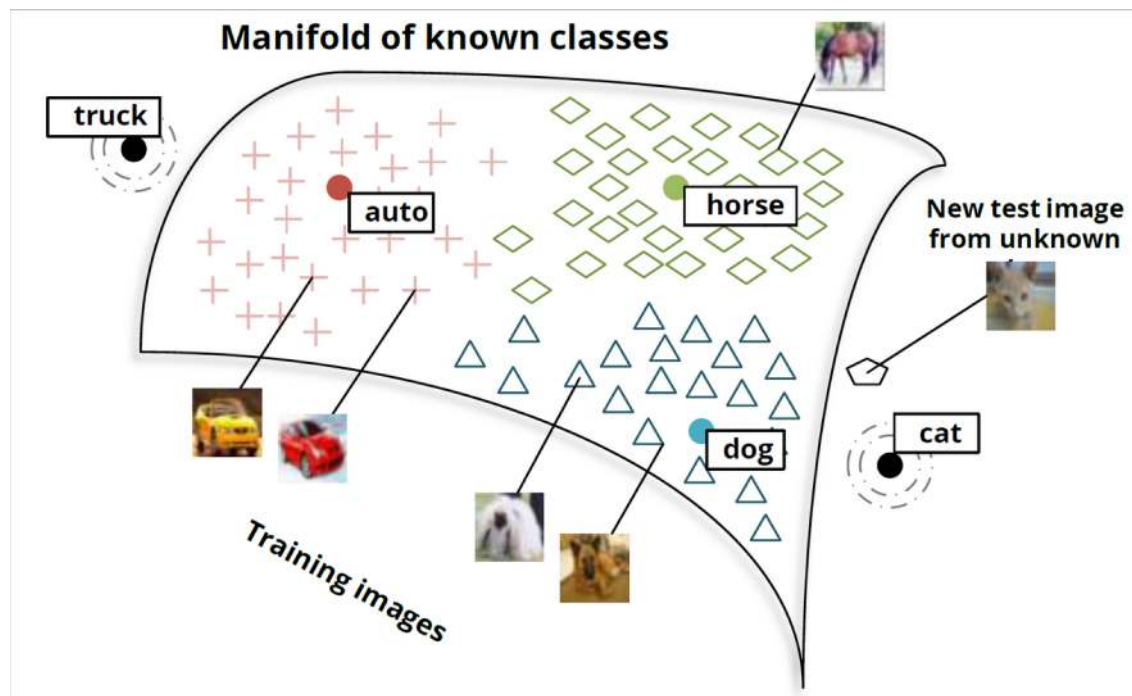 Manifold of known classes
truck
auto
horse
New test image
from unknown
cat
dog
Training images